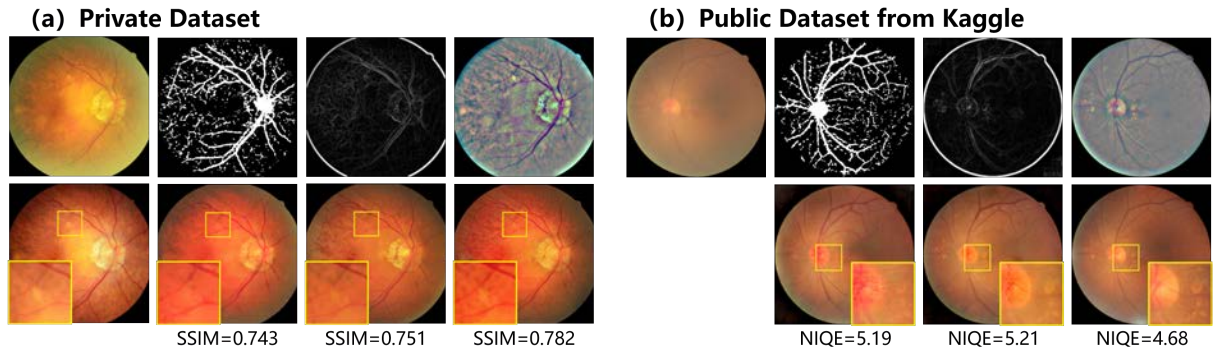 (a) Private Dataset
(b) Public Dataset from Kaggle
SSIM=0.743
SSIM=0.751
SSIM=0.782
NIQE=5.19
NIQE=5.21
NIQE=4.68